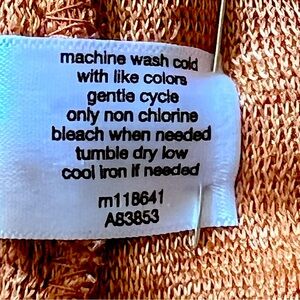 machine wash cold
with like colors
gentle cycle
only non chlorine
bleach when needed
tumble dry low
cool iron if needed
rn118641
A83853